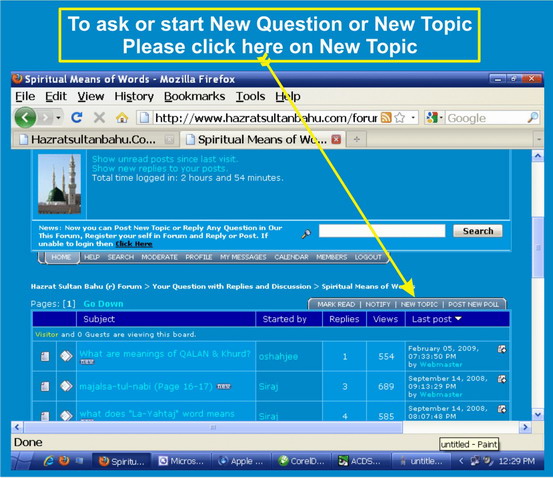 To ask or start New Question or New Topic
Please click here on New Topic
Spiritual Means of Words - Mozilla Firefox
File Edit View History Bookmarks Tools Help
http://www.hazratsultanbahu.com/forur
Google
Hazratsultanbahu.Co...
Spiritual Means of Wo...
Show unread posts since last visit.
Show new replies to your posts.
Total time logged in: 2 hours and 54 minutes.
News: Now you can Post New Topic or Reply Any Question in Our
This Forum, Register your self in Forum and Reply or Post. If
unable to login then Click Here
Search
HOME HELP SEARCH MODERATE PROFILE MY MESSAGES CALENDAR MEMBERS LOGOUT
Hazrat Sultan Bahu (r) Forum > Your Question with Replies and Discussion > Spiritual Means of
Pages: [1] Go Down
MARK READ | NOTIFY | NEW TOPIC | POST NEW POLL
Subject Started by Replies Views Last post
Visitor and 0 Guests are viewing this board.
What are meanings of QALAN & Khurd? NEW oshahjee 1 554 February 05, 2009, 07:33:50 PM by Webmaster
majalsa-tul-nabi (Page 16-17) NEW Siraj 3 689 September 14, 2008, 09:13:29 PM by Webmaster
what does "La-Yahtaj" word means Siraj 4 585 September 14, 2008, 08:07:48 PM
Done
untitled - Paint
Spiritu... Micros... Apple ... CorelD... ACDS... untitle... 12:29 PM